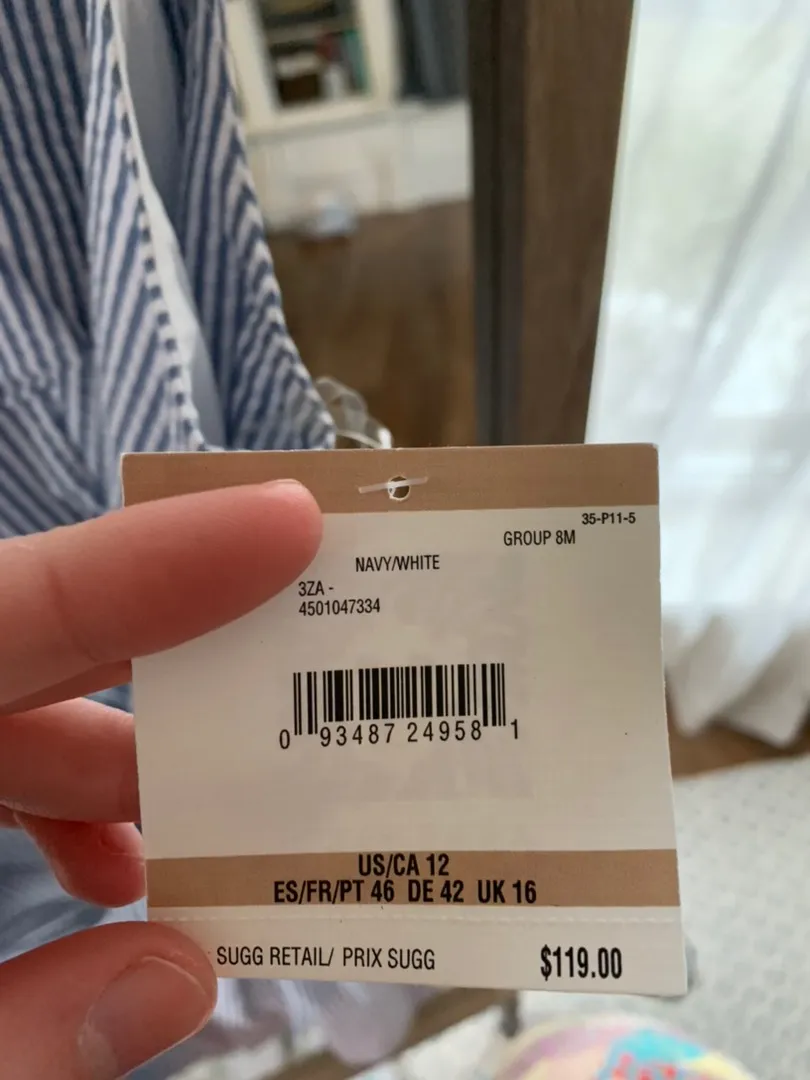 35-P11-5
GROUP 8M
NAVY/WHITE
3ZA -
4501047334
0 93487 24958 1
US/CA 12
ES/FR/PT 46 DE 42 UK 16
SUGG RETAIL/ PRIX SUGG $119.00